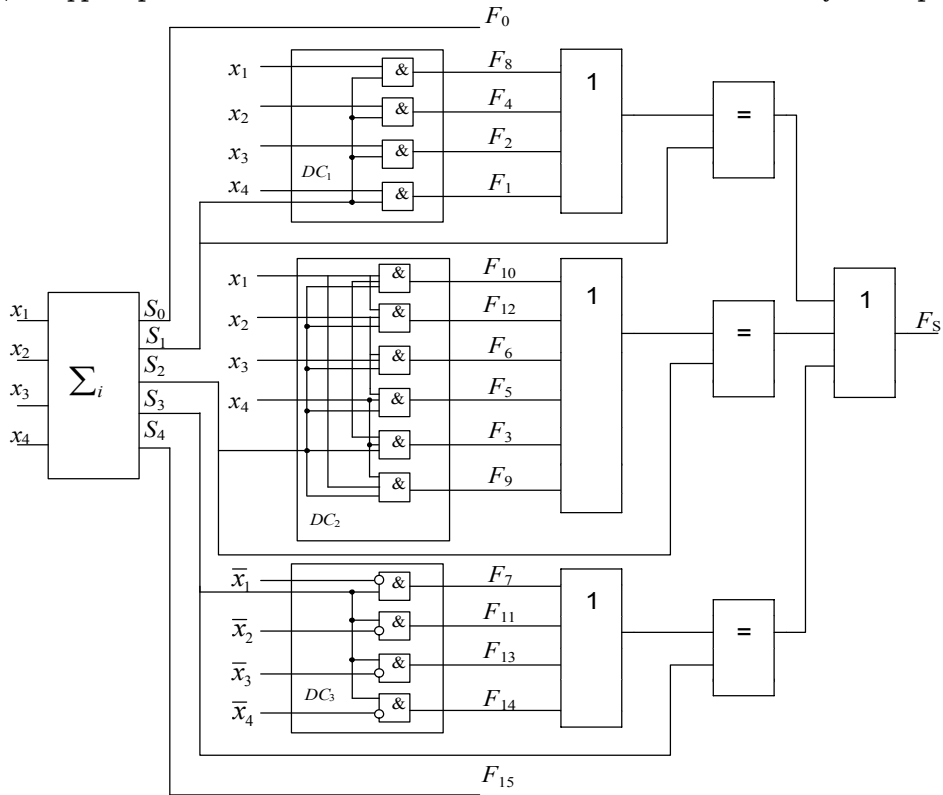 F₀
x₁ & F₈ 1
x₂ & F₄ =
x₃ & F₂
DC₁
x₄ & F₁
x₁ & F₁₀ 1
x₂ & F₁₂ 1
x₁ S₀ =
S₁ F_S
x₂ S₂ x₃ & F₆
∑ᵢ
x₃ S₃ x₄ & F₅
x₄ S₄ & F₃
& F₉
DC₂
x̅₁ & F₇ 1
x̅₂ & F₁₁ =
x̅₃ & F₁₃
DC₃
x̅₄ & F₁₄
F₁₅